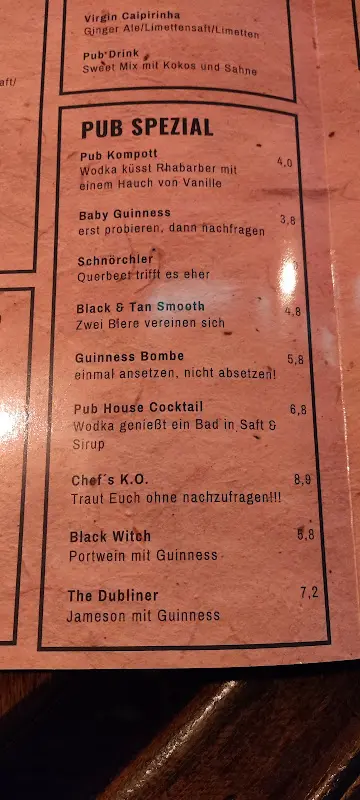 Virgin Caipirinha
Ginger Ale/Limettensaft/Limetten
Pub Drink
Sweet Mix mit Kokos und Sahne
aft/
PUB SPEZIAL
Pub Kompott 4,0
Wodka küsst Rhabarber mit
einem Hauch von Vanille
Baby Guinness 3,8
erst probieren, dann nachfragen
Schnörchler
Querbeet trifft es eher
Black & Tan Smooth 4,8
Zwei Biere vereinen sich
Guinness Bombe 5,8
einmal ansetzen, nicht absetzen!
Pub House Cocktail 6,8
Wodka genießt ein Bad in Saft &
Sirup
Chef´s K.O. 8,9
Traut Euch ohne nachzufragen!!!
Black Witch 5,8
Portwein mit Guinness
The Dubliner 7,2
Jameson mit Guinness